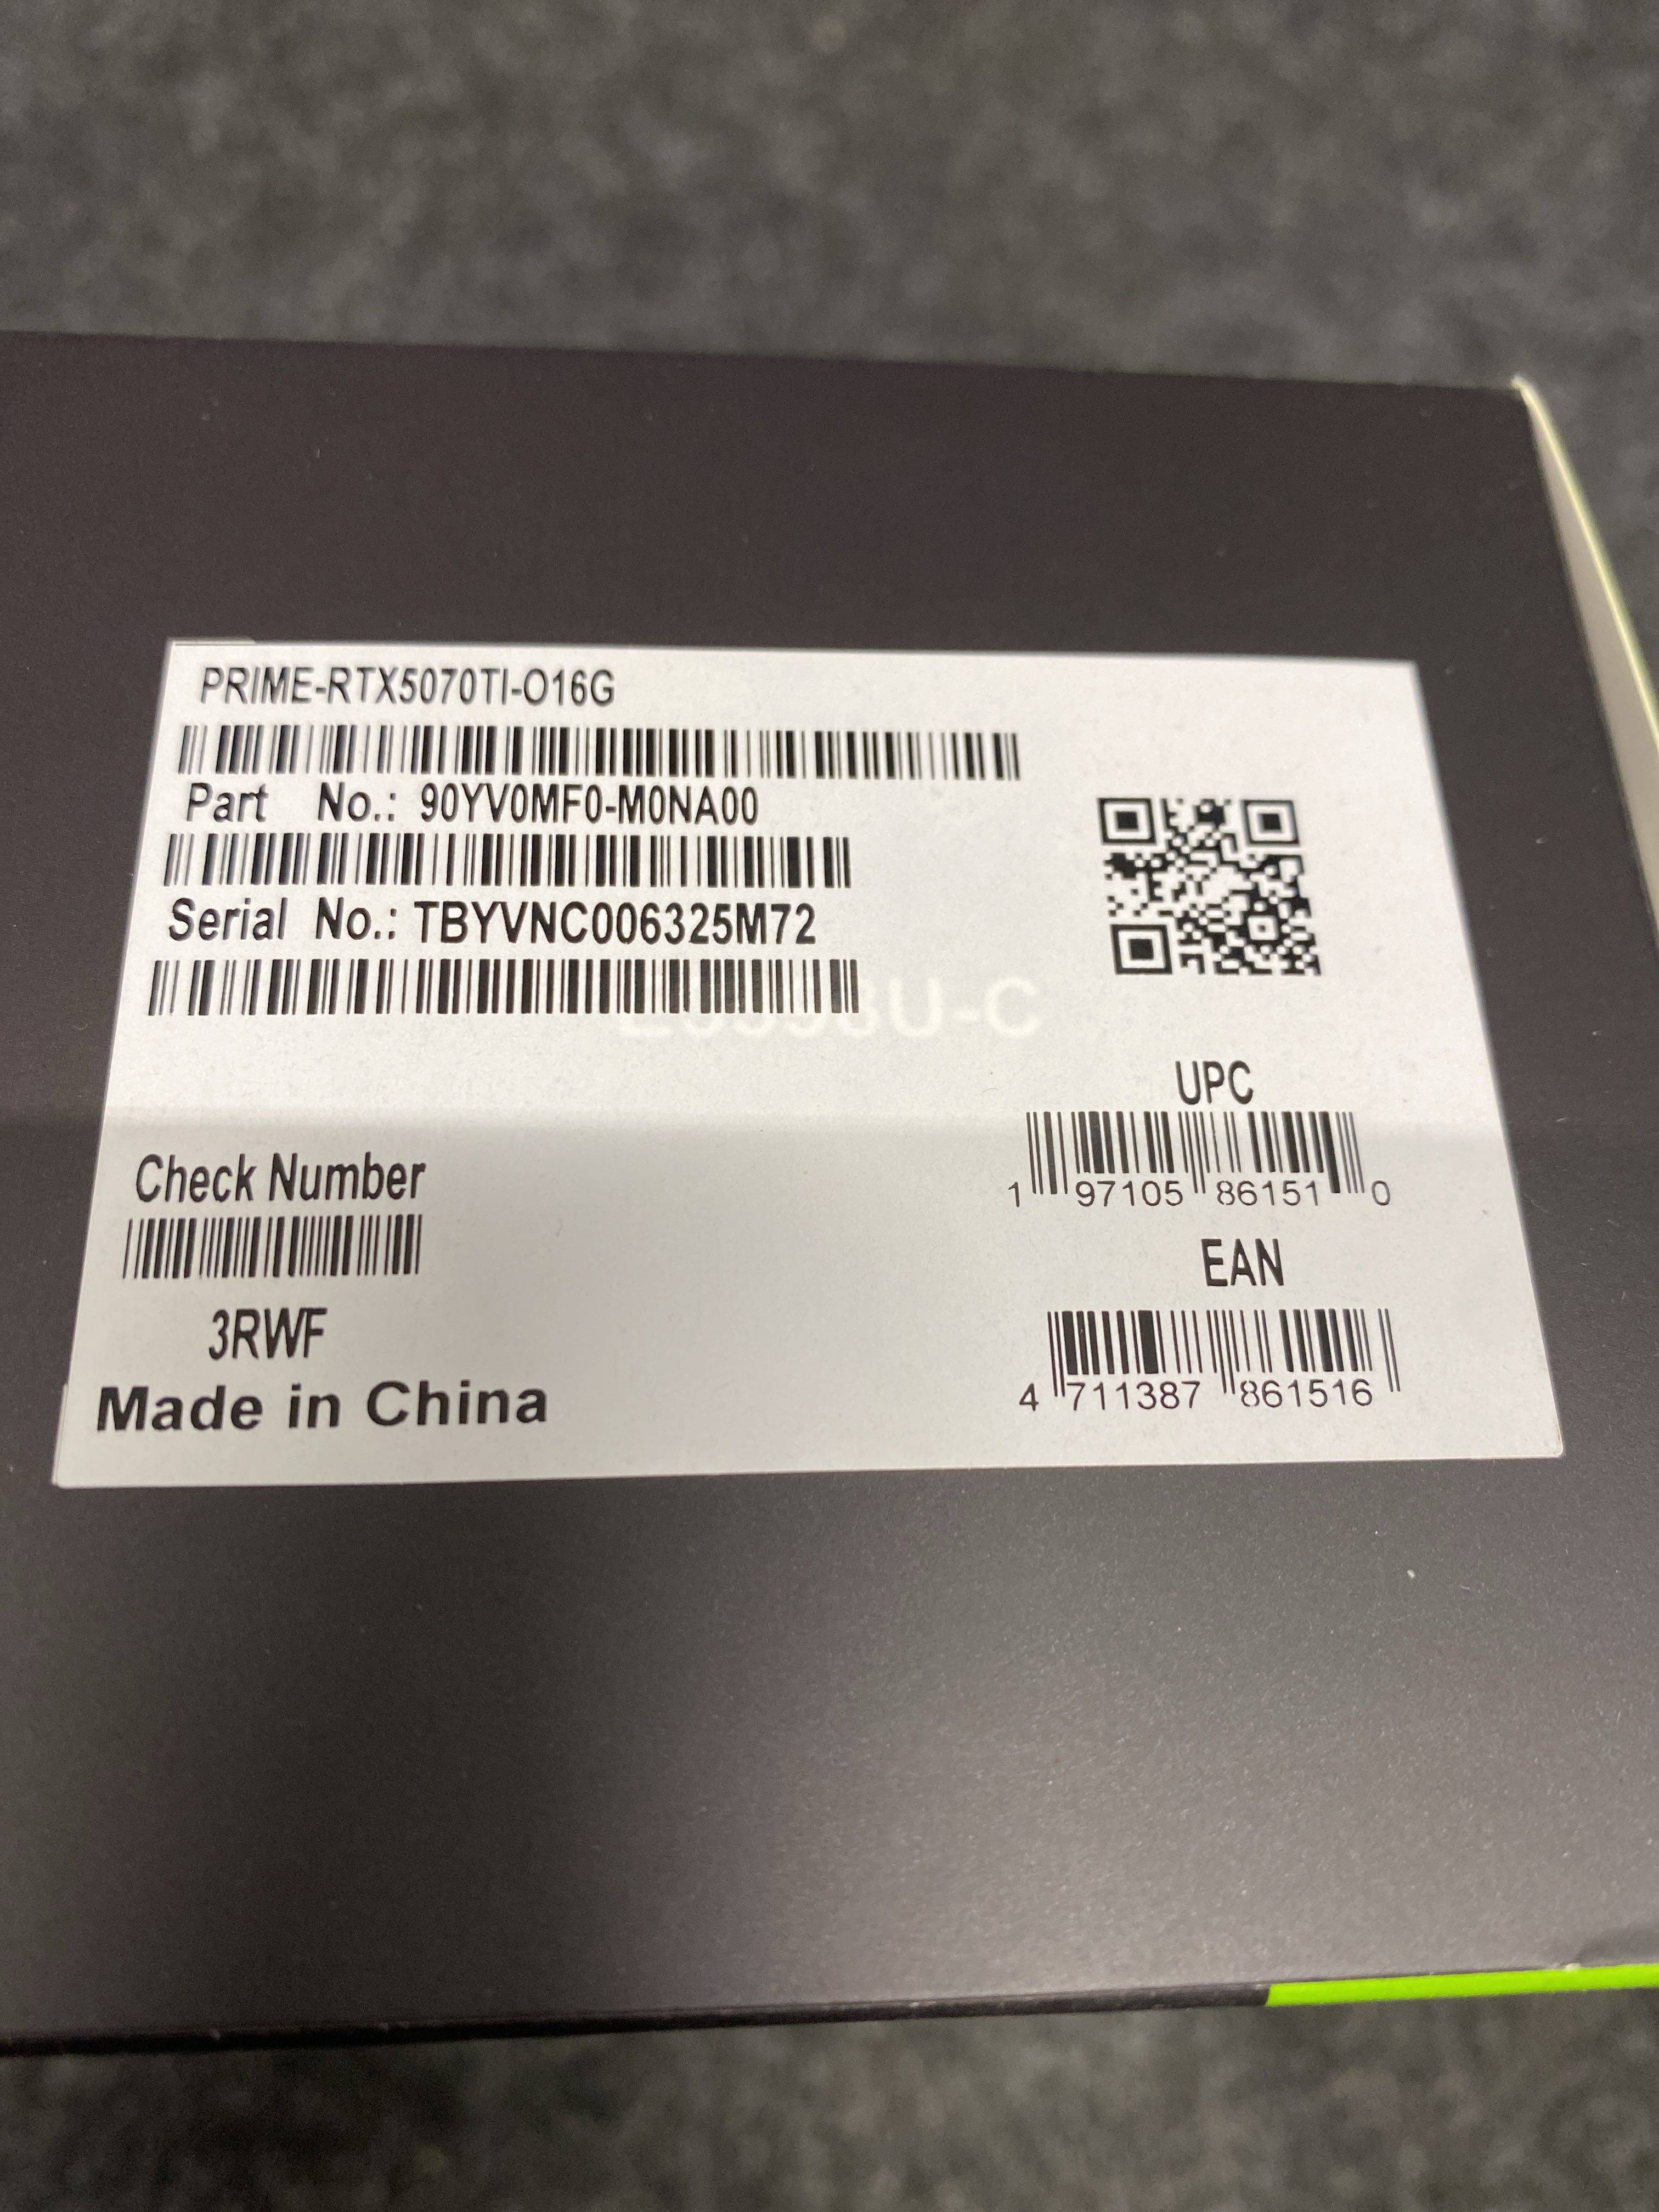 PRIME-RTX5070TI-O16G
Part No.: 90YV0MF0-M0NA00
Serial No.: TBYVNC006325M72
Check Number
3RWF
Made in China
UPC
1 97105 86151 0
EAN
4 711387 861516